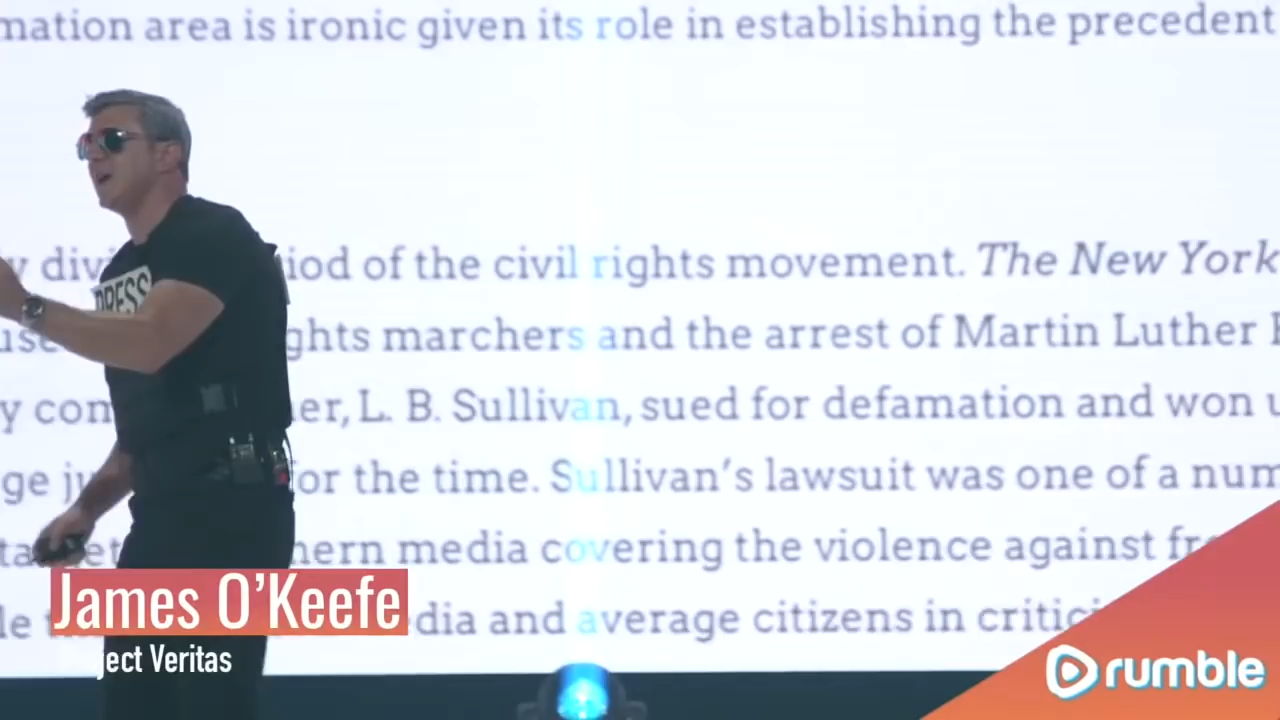 mation area is ironic given its role in establishing the precedent
iod of the civil rights movement. The New York
PRESS
ghts marchers and the arrest of Martin Luther
er, L. B. Sullivan, sued for defamation and won
for the time. Sullivan's lawsuit was one of a num
hern media covering the violence against
dia and average citizens in critic
James O'Keefe
ject Veritas
rumble